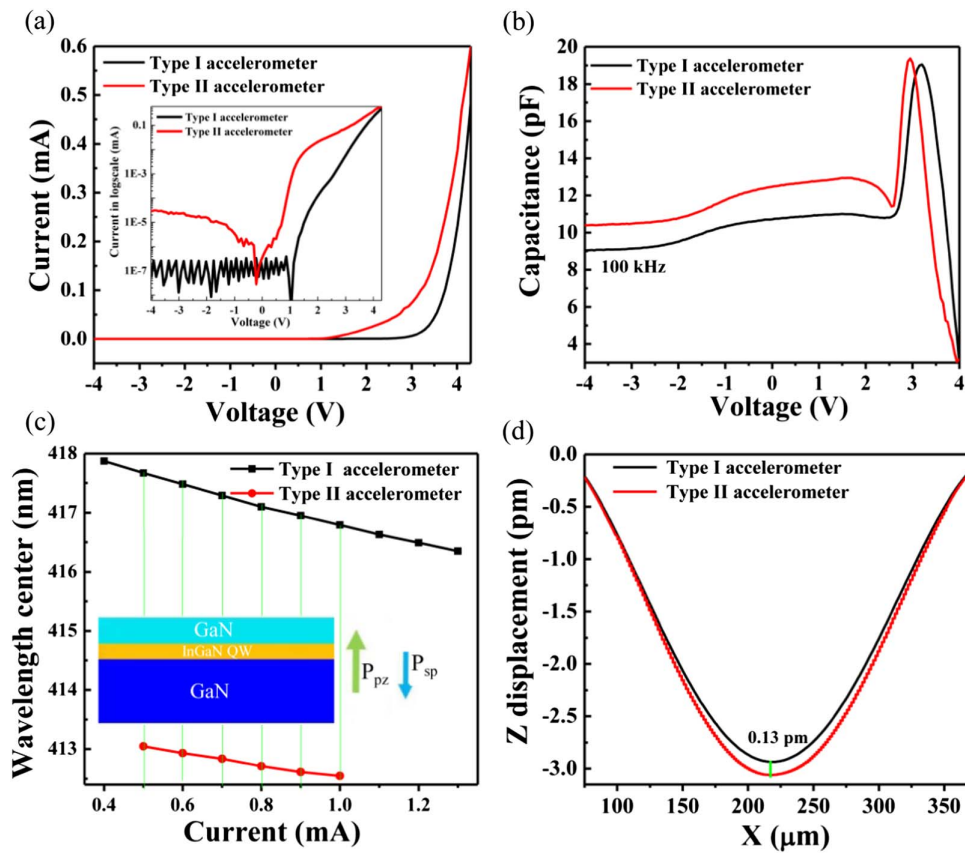 (a)
0.6
0.5
0.4
0.3
0.2
0.1
0.0
Current (mA)
Type I accelerometer
Type II accelerometer
Type I accelerometer
Type II accelerometer
Current in logscale (mA)
0.1
1E-3
1E-5
1E-7
-4 -3 -2 -1 0 1 2 3 4
Voltage (V)
-4 -3 -2 -1 0 1 2 3 4
Voltage (V)
(b)
20
18
16
14
12
10
8
6
4
Capacitance (pF)
Type I accelerometer
Type II accelerometer
100 kHz
-4 -3 -2 -1 0 1 2 3 4
Voltage (V)
(c)
418
417
416
415
414
413
Wavelength center (nm)
Type I accelerometer
Type II accelerometer
GaN
InGaN QW
GaN
Ppz
Psp
0.4 0.6 0.8 1.0 1.2
Current (mA)
(d)
0.0
-0.5
-1.0
-1.5
-2.0
-2.5
-3.0
Z displacement (pm)
Type I accelerometer
Type II accelerometer
0.13 pm
100 150 200 250 300 350
X (μm)